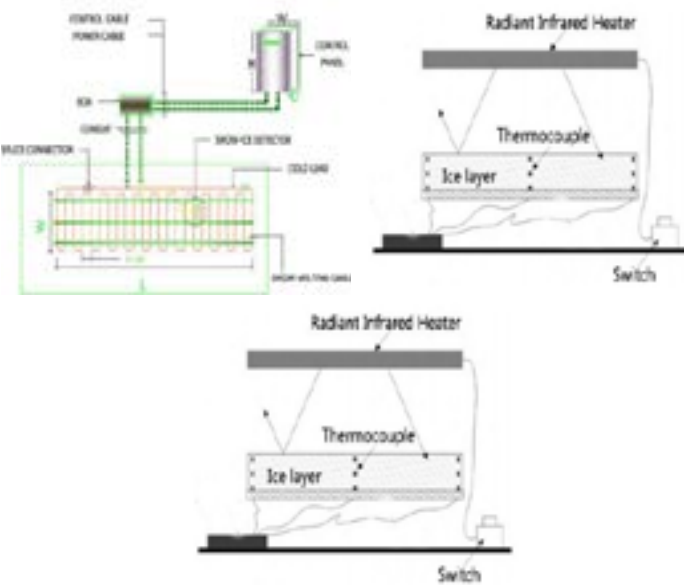 CONTROL CABLE
POWER CABLE
CONTROL
PANEL
W
BOX
CONDUIT
SNOW-ICE DETECTOR
SPLICE CONNECTOR
COLD LEAD
SNOW MELTING CABLE
L
Radiant Infrared Heater
Thermocouple
Ice layer
Switch
Radiant Infrared Heater
Thermocouple
Ice layer
Switch